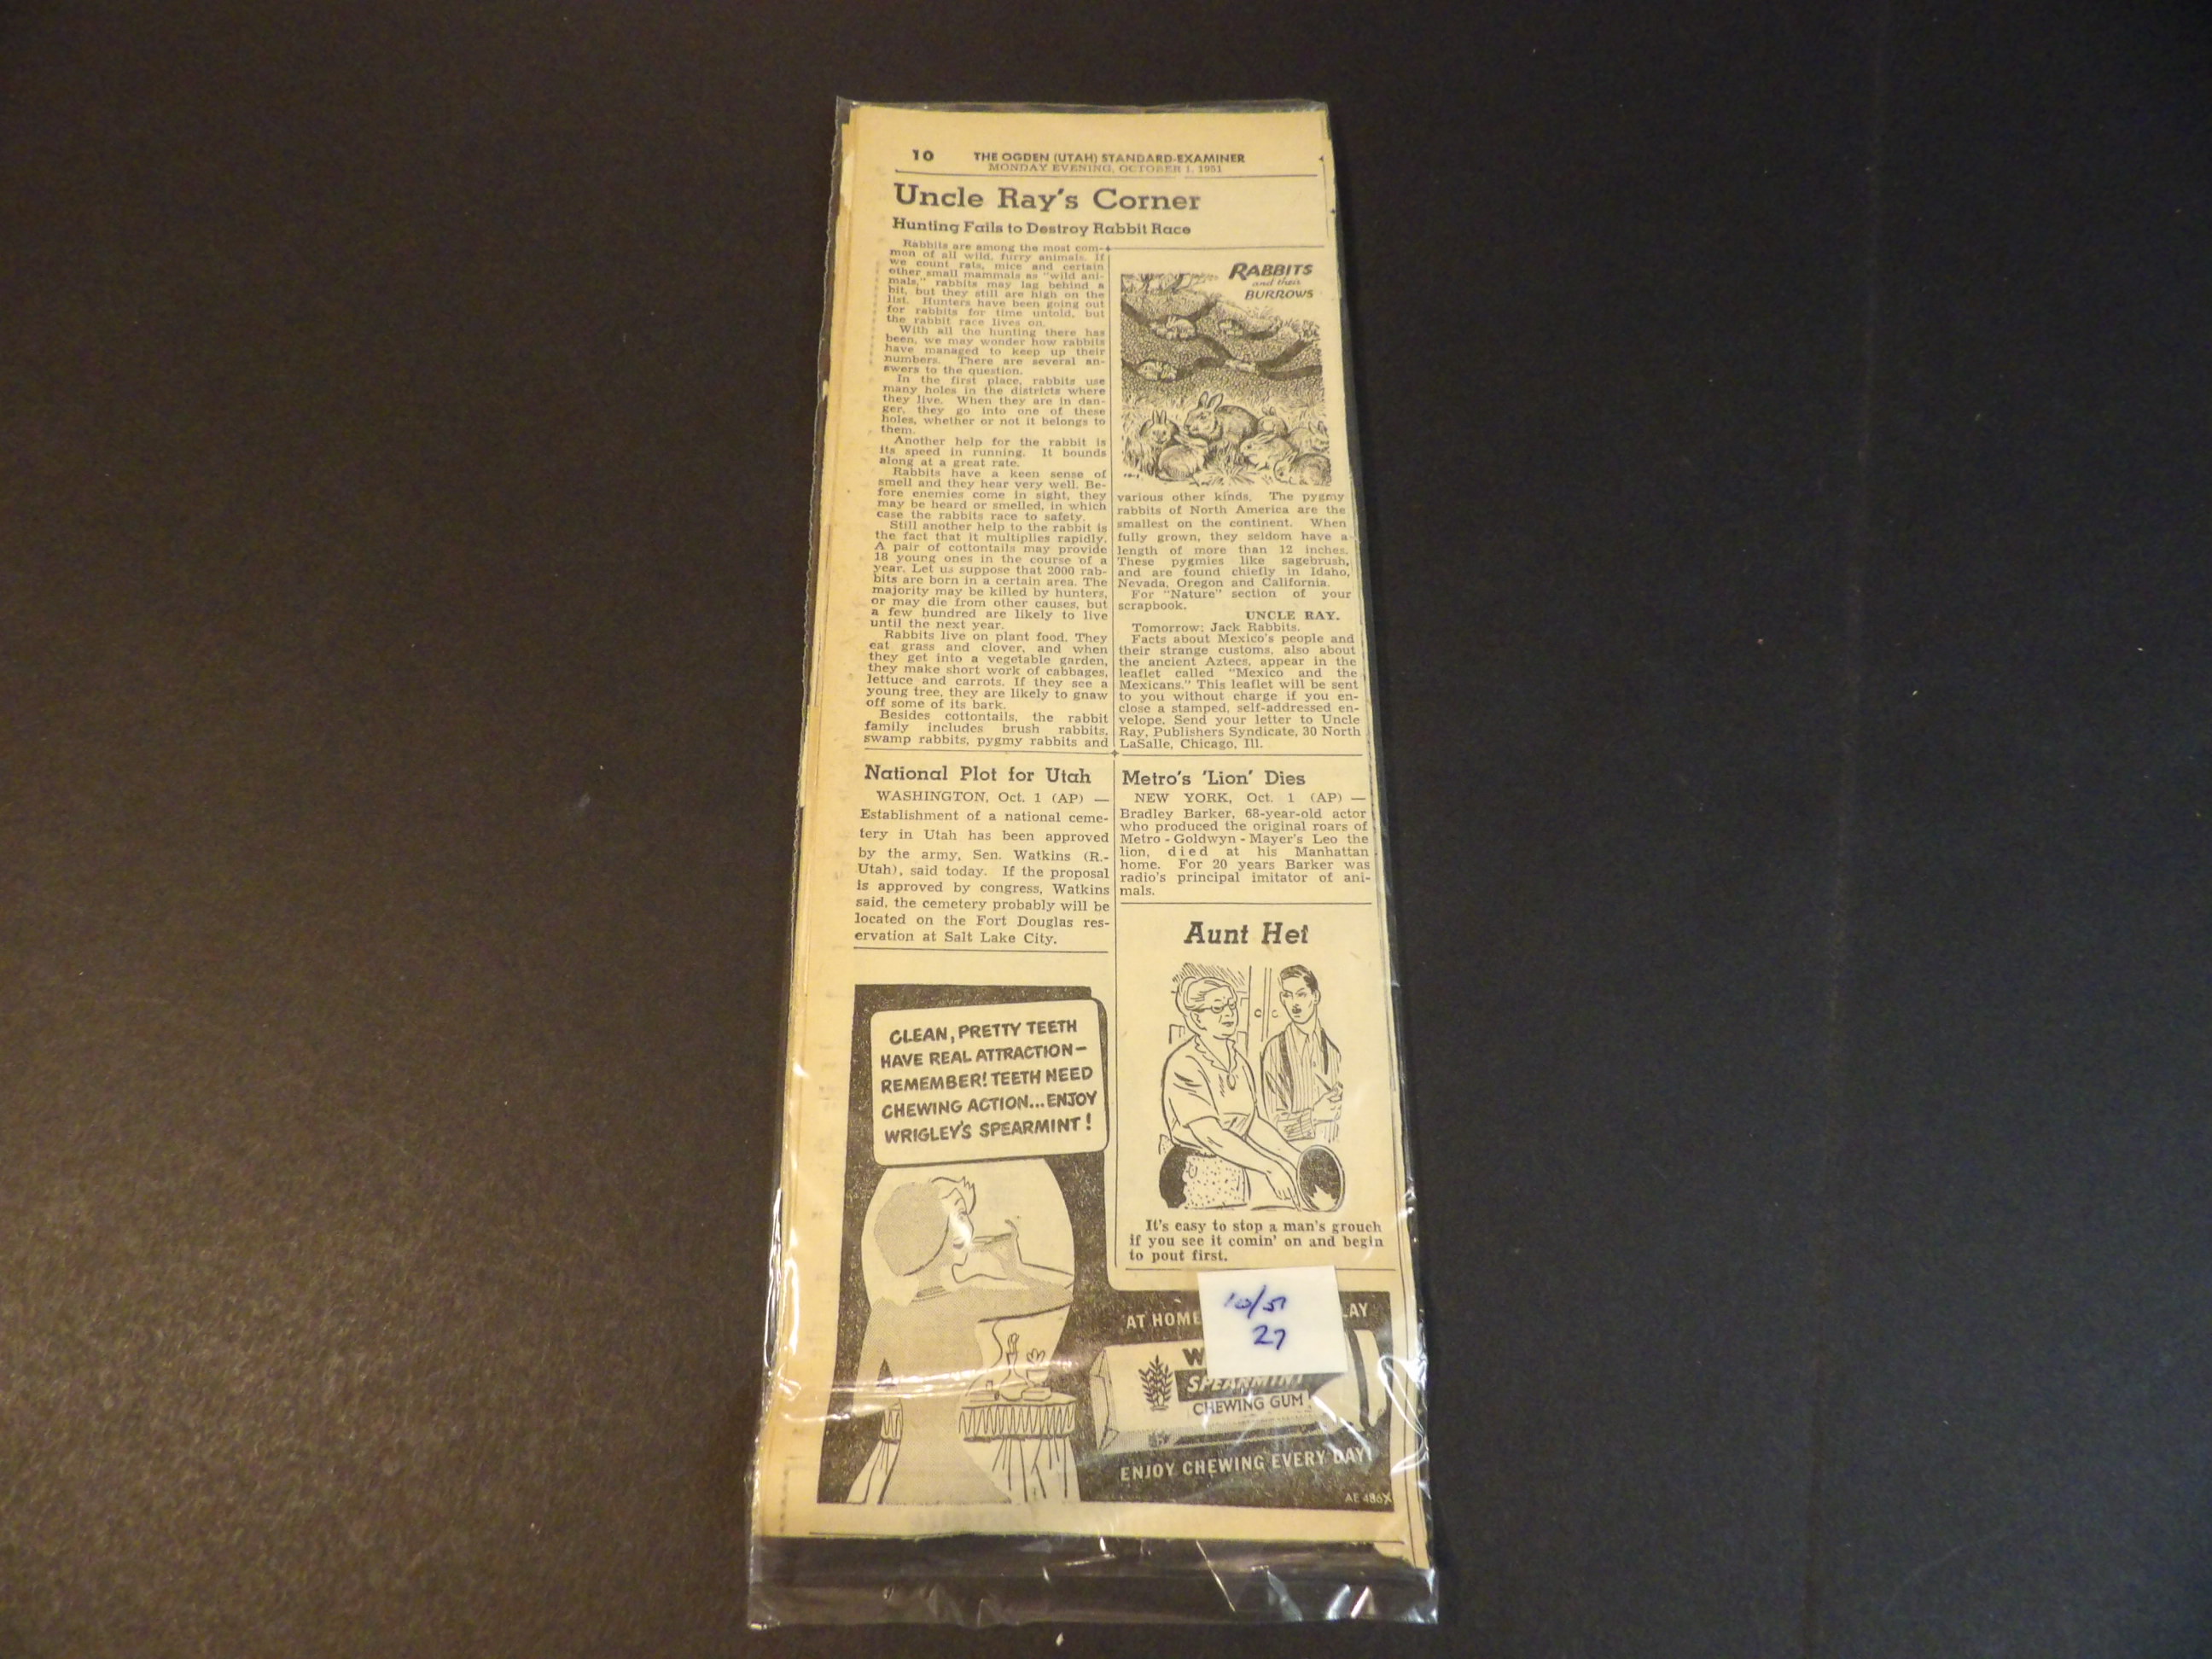 10 THE OGDEN (UTAH) STANDARD-EXAMINER
MONDAY EVENING, OCTOBER 1, 1951
Uncle Ray's Corner
Hunting Fails to Destroy Rabbit Race
Rabbits are among the most com-
mon of all wild, furry animals. If
we count rats, mice and certain
other small mammals as "wild ani-
mals," rabbits may lag behind a
bit, but they still are high on the
list. Hunters have been going out
for rabbits for time untold, but
the rabbit race lives on.
With all the hunting there has
been, we may wonder how rabbits
have managed to keep up their
numbers. There are several an-
swers to the question.
In the first place, rabbits use
many holes in the districts where
they live. When they are in dan-
ger, they go into one of these
holes, whether or not it belongs to
them.
Another help for the rabbit is
its speed in running. It bounds
along at a great rate.
Rabbits have a keen sense of
smell and they hear very well. Be-
fore enemies come in sight, they
may be heard or smelled, in which
case the rabbits race to safety.
Still another help to the rabbit is
the fact that it multiplies rapidly.
A pair of cottontails may provide
18 young ones in the course of a
year. Let us suppose that 2000 rab-
bits are born in a certain area. The
majority may be killed by hunters,
or may die from other causes, but
a few hundred are likely to live
until the next year.
Rabbits live on plant food. They
eat grass and clover, and when
they get into a vegetable garden,
they make short work of cabbages,
lettuce and carrots. If they see a
young tree, they are likely to gnaw
off some of its bark.
Besides cottontails, the rabbit
family includes brush rabbits,
swamp rabbits, pygmy rabbits and
RABBITS
and their
BURROWS
various other kinds. The pygmy
rabbits of North America are the
smallest on the continent. When
fully grown, they seldom have a
length of more than 12 inches.
These pygmies like sagebrush,
and are found chiefly in Idaho,
Nevada, Oregon and California.
For "Nature" section of your
scrapbook.
UNCLE RAY.
Tomorrow: Jack Rabbits.
Facts about Mexico's people and
their strange customs, also about
the ancient Aztecs, appear in the
leaflet called "Mexico and the
Mexicans." This leaflet will be sent
to you without charge if you en-
close a stamped, self-addressed en-
velope. Send your letter to Uncle
Ray, Publishers Syndicate, 30 North
LaSalle, Chicago, Ill.
National Plot for Utah
WASHINGTON, Oct. 1 (AP) —
Establishment of a national ceme-
tery in Utah has been approved
by the army, Sen. Watkins (R.-
Utah), said today. If the proposal
is approved by congress, Watkins
said, the cemetery probably will be
located on the Fort Douglas res-
ervation at Salt Lake City.
Metro's 'Lion' Dies
NEW YORK, Oct. 1 (AP) —
Bradley Barker, 68-year-old actor
who produced the original roars of
Metro-Goldwyn-Mayer's Leo the
lion, died at his Manhattan
home. For 20 years Barker was
radio's principal imitator of ani-
mals.
Aunt Het
It's easy to stop a man's grouch
if you see it comin' on and begin
to pout first.
CLEAN, PRETTY TEETH
HAVE REAL ATTRACTION—
REMEMBER! TEETH NEED
CHEWING ACTION...ENJOY
WRIGLEY'S SPEARMINT!
10/51
27
AT HOME LAY
W
SPEARMINT
CHEWING GUM
ENJOY CHEWING EVERY DAY!
AE 486X